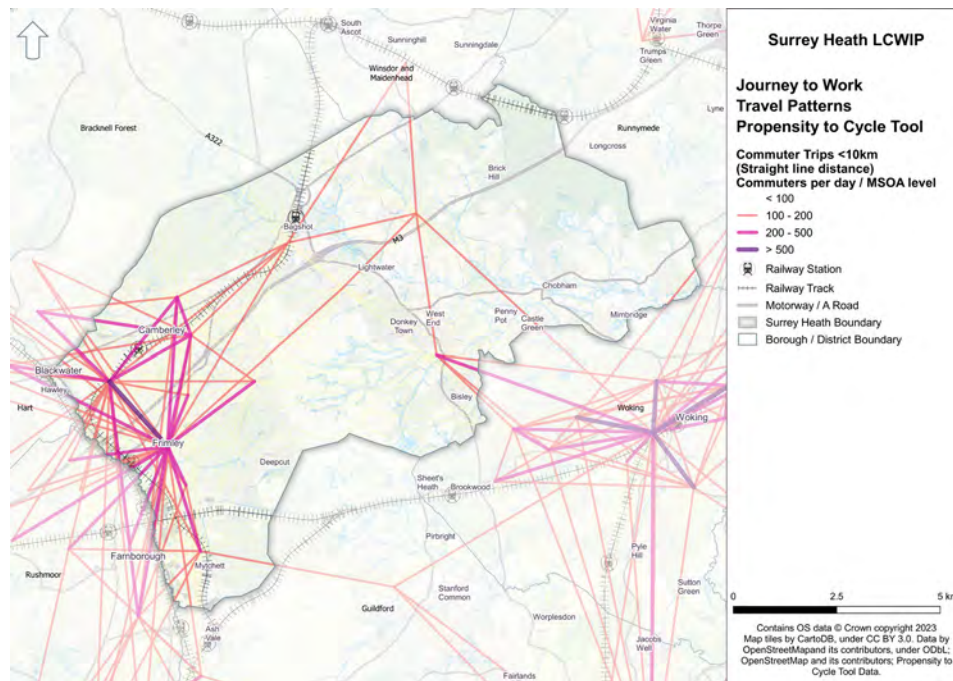 Surrey Heath LCWIP
Journey to Work
Travel Patterns
Propensity to Cycle Tool
Commuter Trips <10km
(Straight line distance)
Commuters per day / MSOA level
< 100
100 - 200
200 - 500
> 500
Railway Station
Railway Track
Motorway / A Road
Surrey Heath Boundary
Borough / District Boundary
0
2.5
5 km
Contains OS data © Crown copyright 2023
Map tiles by CartoDB, under CC BY 3.0. Data by
OpenStreetMapand its contributors, under ODbL;
OpenStreetMap and its contributors; Propensity to
Cycle Tool Data.
South
Ascot
Sunninghill
Sunningdale
Virginia
Water
Thorpe
Green
Trumps
Green
Winsdor and
Maidenhead
Lyne
Bracknell Forest
A322
Runnymede
Longcross
Brick
Hill
Bagshot
M3
Lightwater
Chobham
Donkey
Town
West
End
Penny
Pot
Castle
Green
Mimbridge
Camberley
Blackwater
Hawley
Hart
Bisley
Woking
Woking
Frimley
Deepcut
Sheet's
Heath
Brookwood
Pirbright
Farnborough
Mytchett
Rushmoor
Pyle
Hill
Stanford
Common
Sutton
Green
Guildford
Worplesdon
Ash
Vale
Jacobs
Well
Fairlands